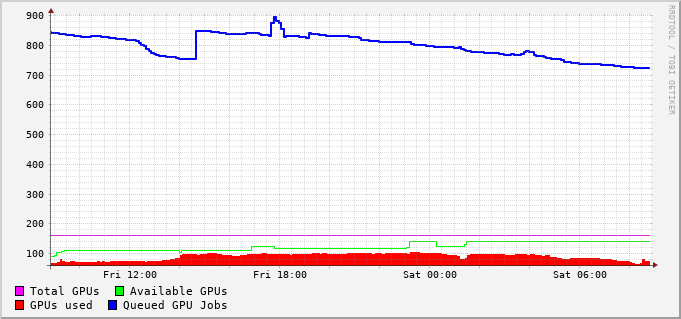 900
800
700
600
500
400
300
200
100
Fri 12:00 Fri 18:00 Sat 00:00 Sat 06:00
Total GPUs Available GPUs
GPUs used Queued GPU Jobs
RRDTOOL / TOBI OETIKER